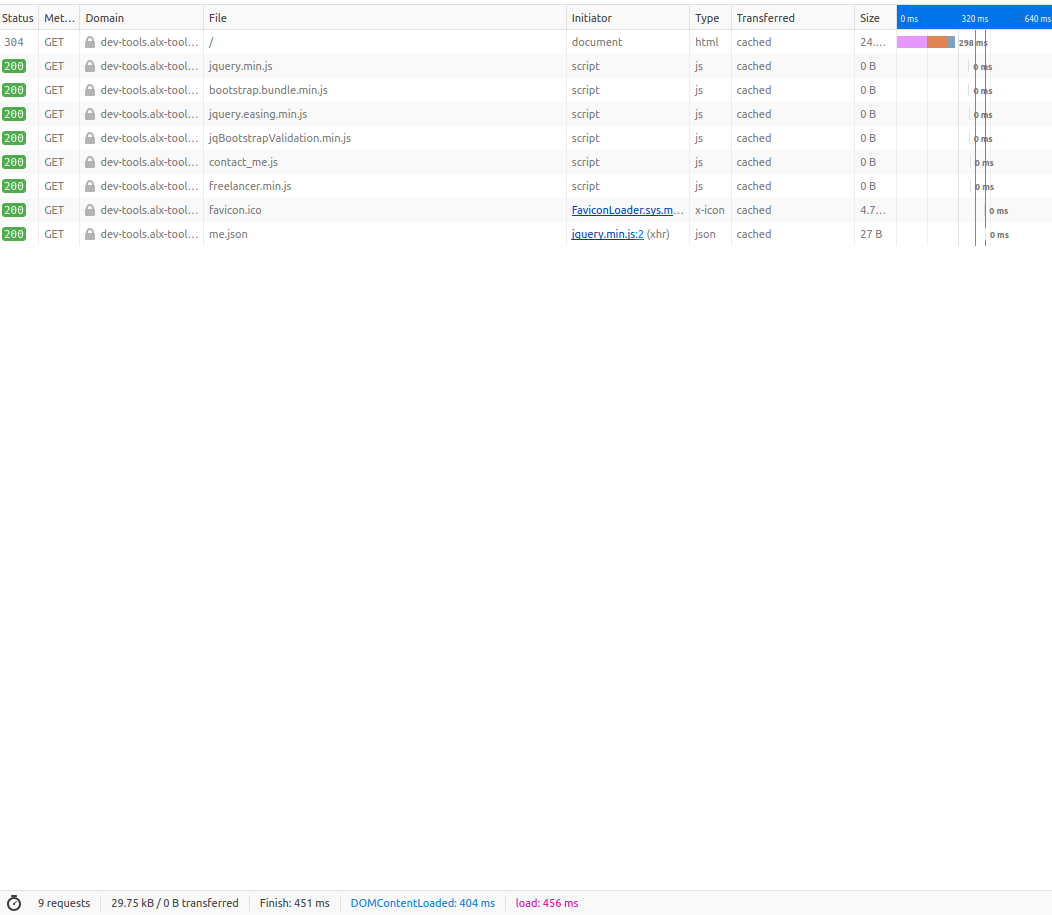 Status Met... Domain File Initiator Type Transferred Size 0 ms 320 ms 640 ms
304 GET dev-tools.alx-tool... / document html cached 24.... 298 ms
200 GET dev-tools.alx-tool... jquery.min.js script js cached 0 B 0 ms
200 GET dev-tools.alx-tool... bootstrap.bundle.min.js script js cached 0 B 0 ms
200 GET dev-tools.alx-tool... jquery.easing.min.js script js cached 0 B 0 ms
200 GET dev-tools.alx-tool... jqBootstrapValidation.min.js script js cached 0 B 0 ms
200 GET dev-tools.alx-tool... contact_me.js script js cached 0 B 0 ms
200 GET dev-tools.alx-tool... freelancer.min.js script js cached 0 B 0 ms
200 GET dev-tools.alx-tool... favicon.ico FaviconLoader.sys.m... x-icon cached 4.7... 0 ms
200 GET dev-tools.alx-tool... me.json jquery.min.js:2 (xhr) json cached 27 B 0 ms
9 requests 29.75 kB / 0 B transferred Finish: 451 ms DOMContentLoaded: 404 ms load: 456 ms